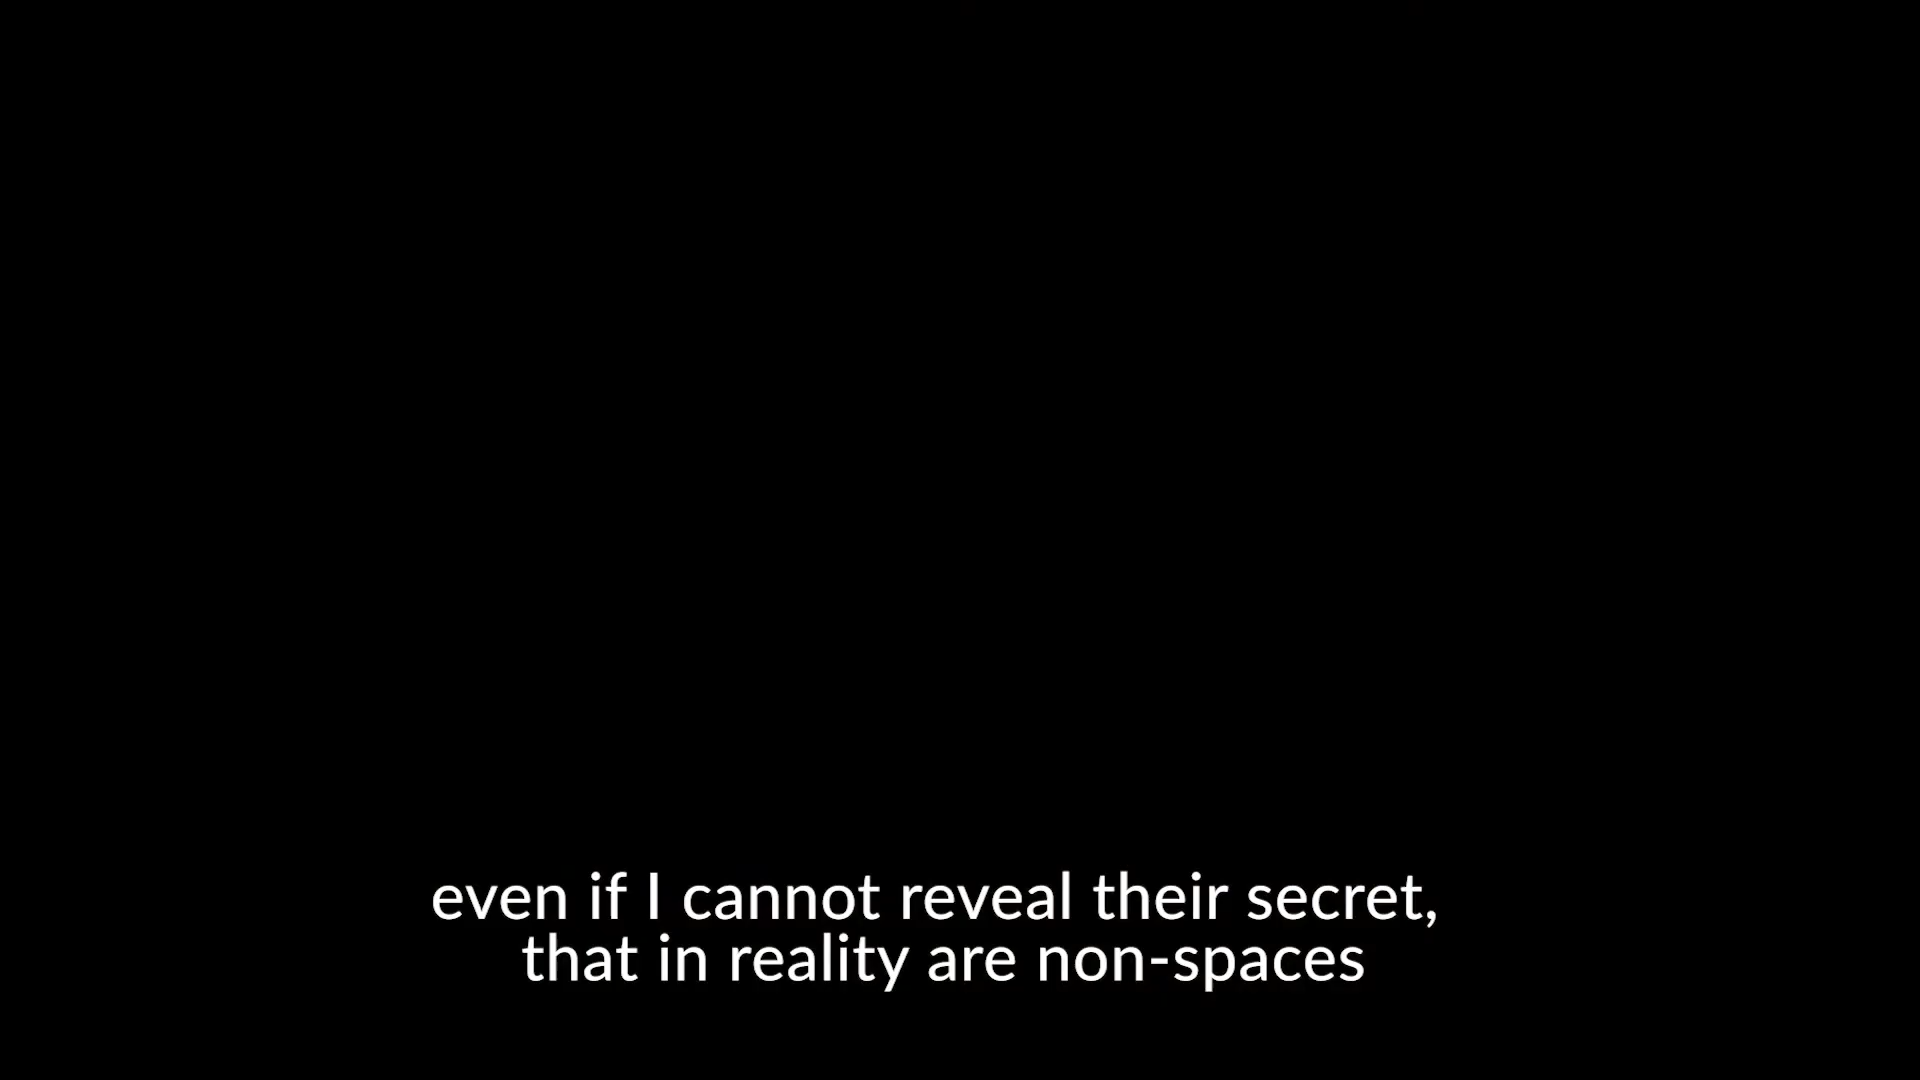 even if I cannot reveal their secret,
that in reality are non-spaces